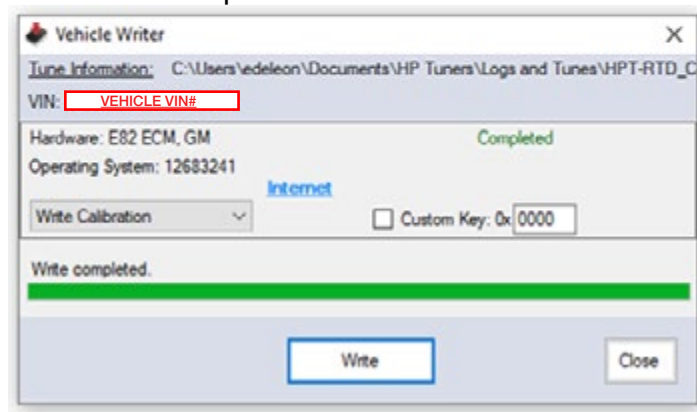 Vehicle Writer
Tune Information: C:\Users\edeleon\Documents\HP Tuners\Logs and Tunes\HPT-RTD_C
VIN: VEHICLE VIN#
Hardware: E82 ECM, GM Completed
Operating System: 12683241
Internet
Write Calibration Custom Key: 0x 0000
Write completed.
Write Close